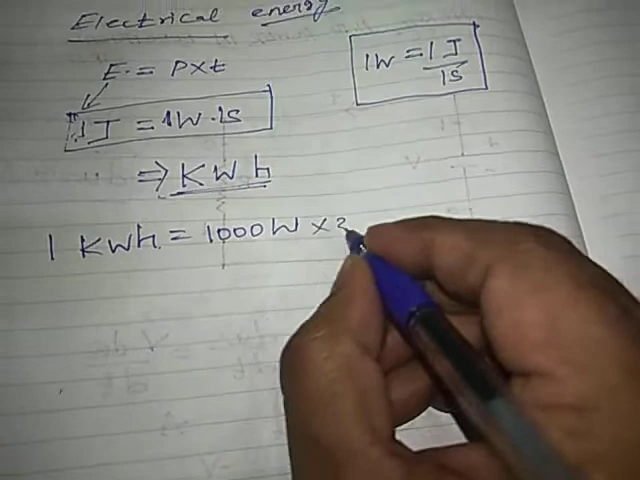 Electrical energy
E = P×t
1W = 1J/1S
1J = 1W·1S
⇒ KWh
1 KWh = 1000W × 3